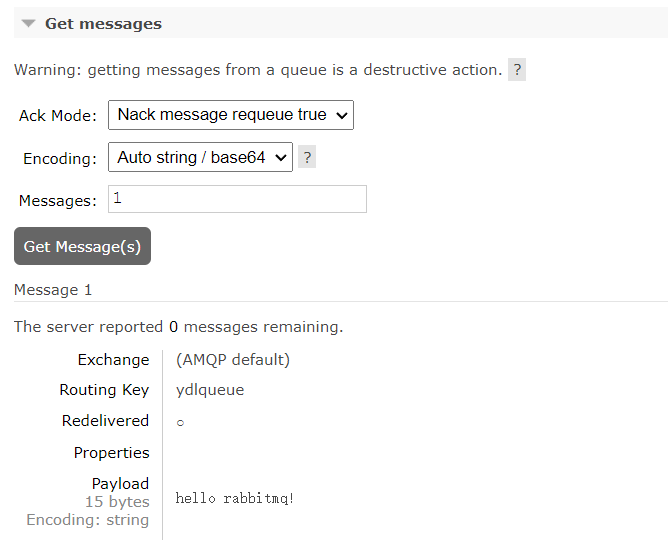 Get messages
Warning: getting messages from a queue is a destructive action. ?
Ack Mode: Nack message requeue true
Encoding: Auto string / base64 ?
Messages: 1
Get Message(s)
Message 1
The server reported 0 messages remaining.
Exchange (AMQP default)
Routing Key ydlqueue
Redelivered ○
Properties
Payload
15 bytes
Encoding: string
hello rabbitmq!